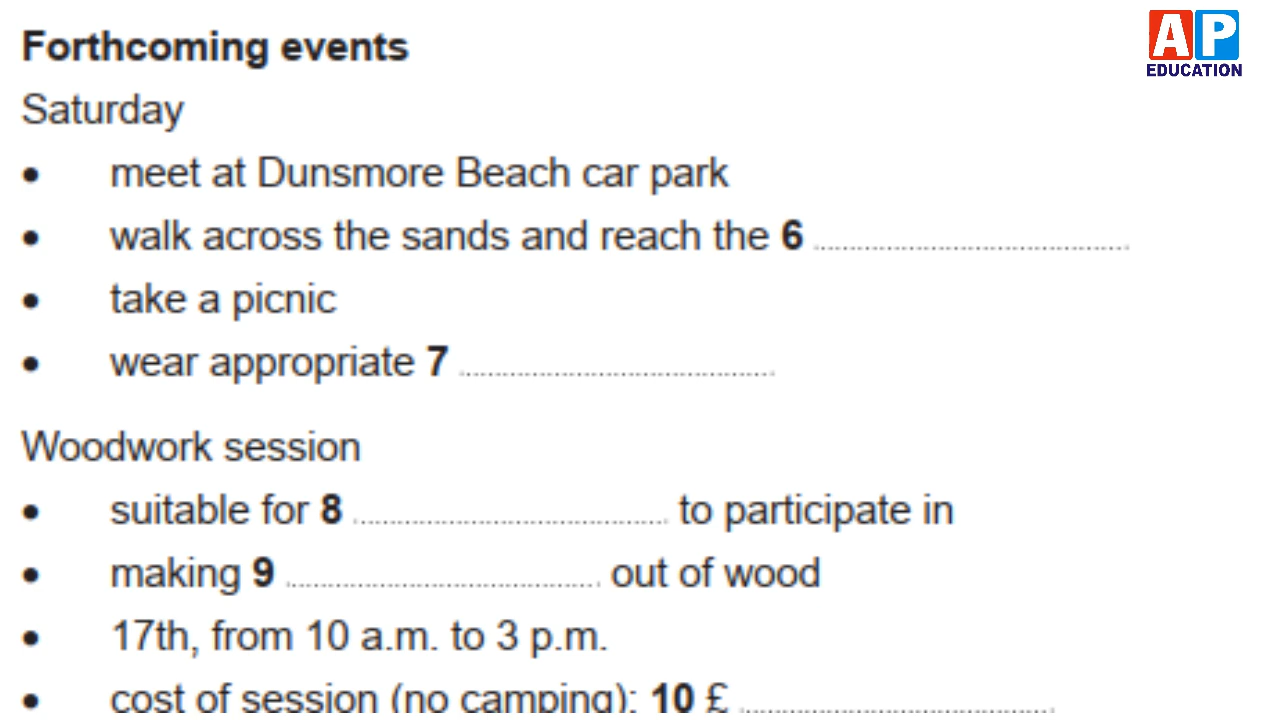 Forthcoming events
AP
EDUCATION
Saturday
• meet at Dunsmore Beach car park
• walk across the sands and reach the 6 ........................................
• take a picnic
• wear appropriate 7 ........................................
Woodwork session
• suitable for 8 ........................................ to participate in
• making 9 ........................................ out of wood
• 17th, from 10 a.m. to 3 p.m.
• cost of session (no camping): 10 £ ........................................